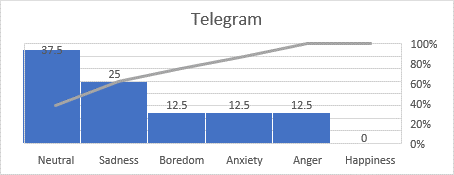 Telegram
37.5
25
12.5
12.5
12.5
0
100%
80%
60%
40%
20%
0%
Neutral
Sadness
Boredom
Anxiety
Anger
Happiness